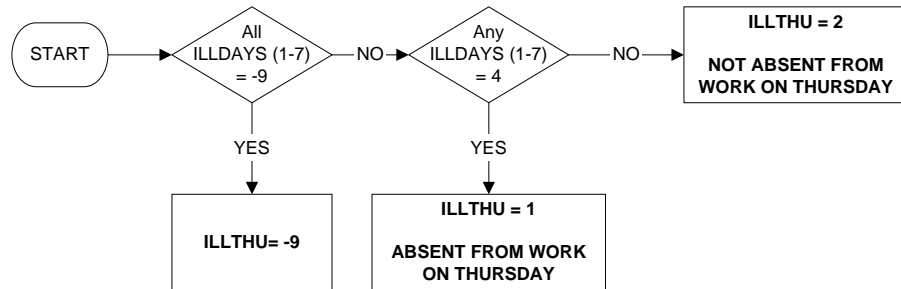 START
All
ILLDAYS (1-7)
= -9
NO
Any
ILLDAYS (1-7)
= 4
NO
ILLTHU = 2
NOT ABSENT FROM
WORK ON THURSDAY
YES
YES
ILLTHU= -9
ILLTHU = 1
ABSENT FROM WORK
ON THURSDAY